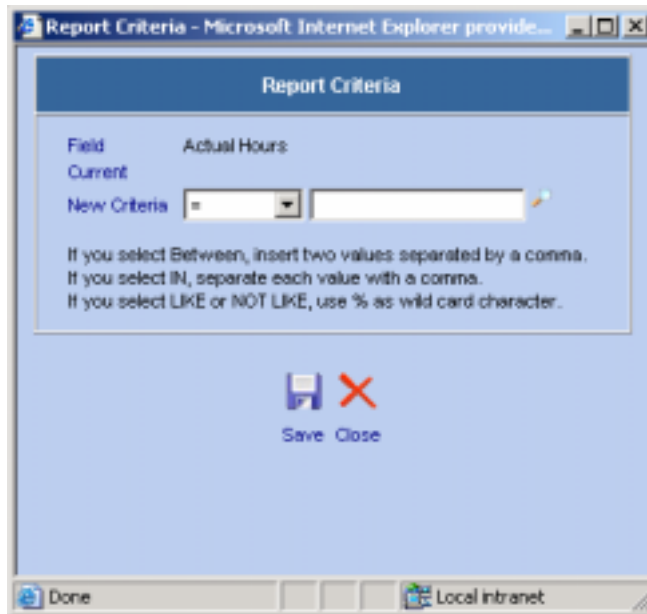 Report Criteria - Microsoft Internet Explorer provide...
Report Criteria
Field Actual Hours
Current
New Criteria =
If you select Between, insert two values separated by a comma.
If you select IN, separate each value with a comma.
If you select LIKE or NOT LIKE, use % as wild card character.
Save Close
Done Local intranet